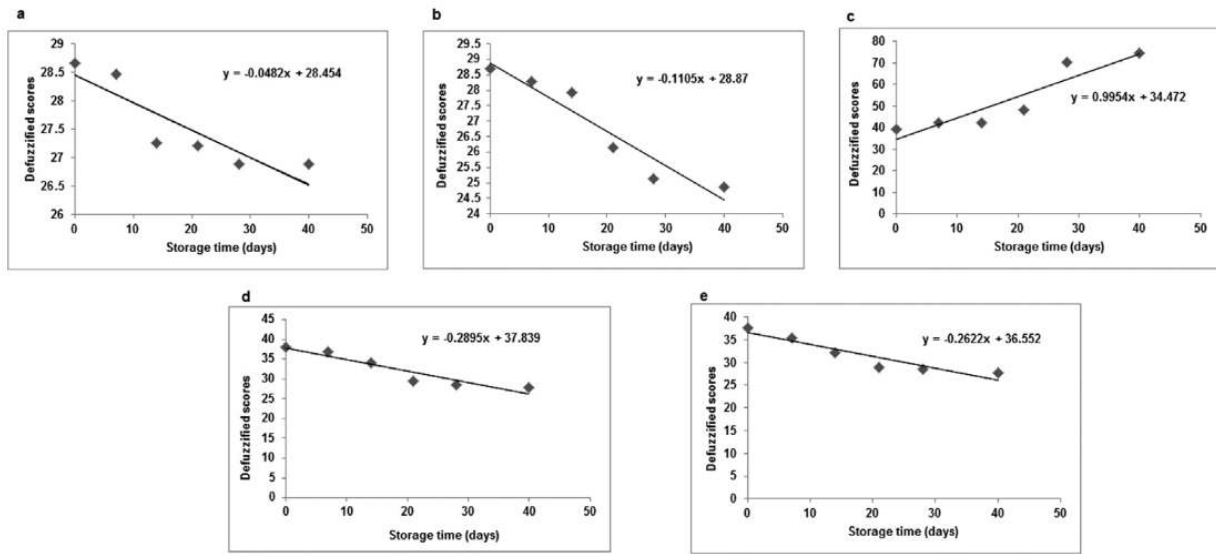 a
29
28.5
28
27.5
27
26.5
26
0 10 20 30 40 50
Defuzzified scores
Storage time (days)
y = -0.0482x + 28.454
b
29.5
29
28.5
28
27.5
27
26.5
26
25.5
25
24.5
24
0 10 20 30 40 50
Defuzzified scores
Storage time (days)
y = -0.1105x + 28.87
c
80
70
60
50
40
30
20
10
0
0 10 20 30 40 50
Defuzzified scores
Storage time (days)
y = 0.9954x + 34.472
d
45
40
35
30
25
20
15
10
5
0
0 10 20 30 40 50
Defuzzified scores
Storage time (days)
y = -0.2895x + 37.839
e
40
35
30
25
20
15
10
5
0
0 10 20 30 40 50
Defuzzified scores
Storage time (days)
y = -0.2622x + 36.552